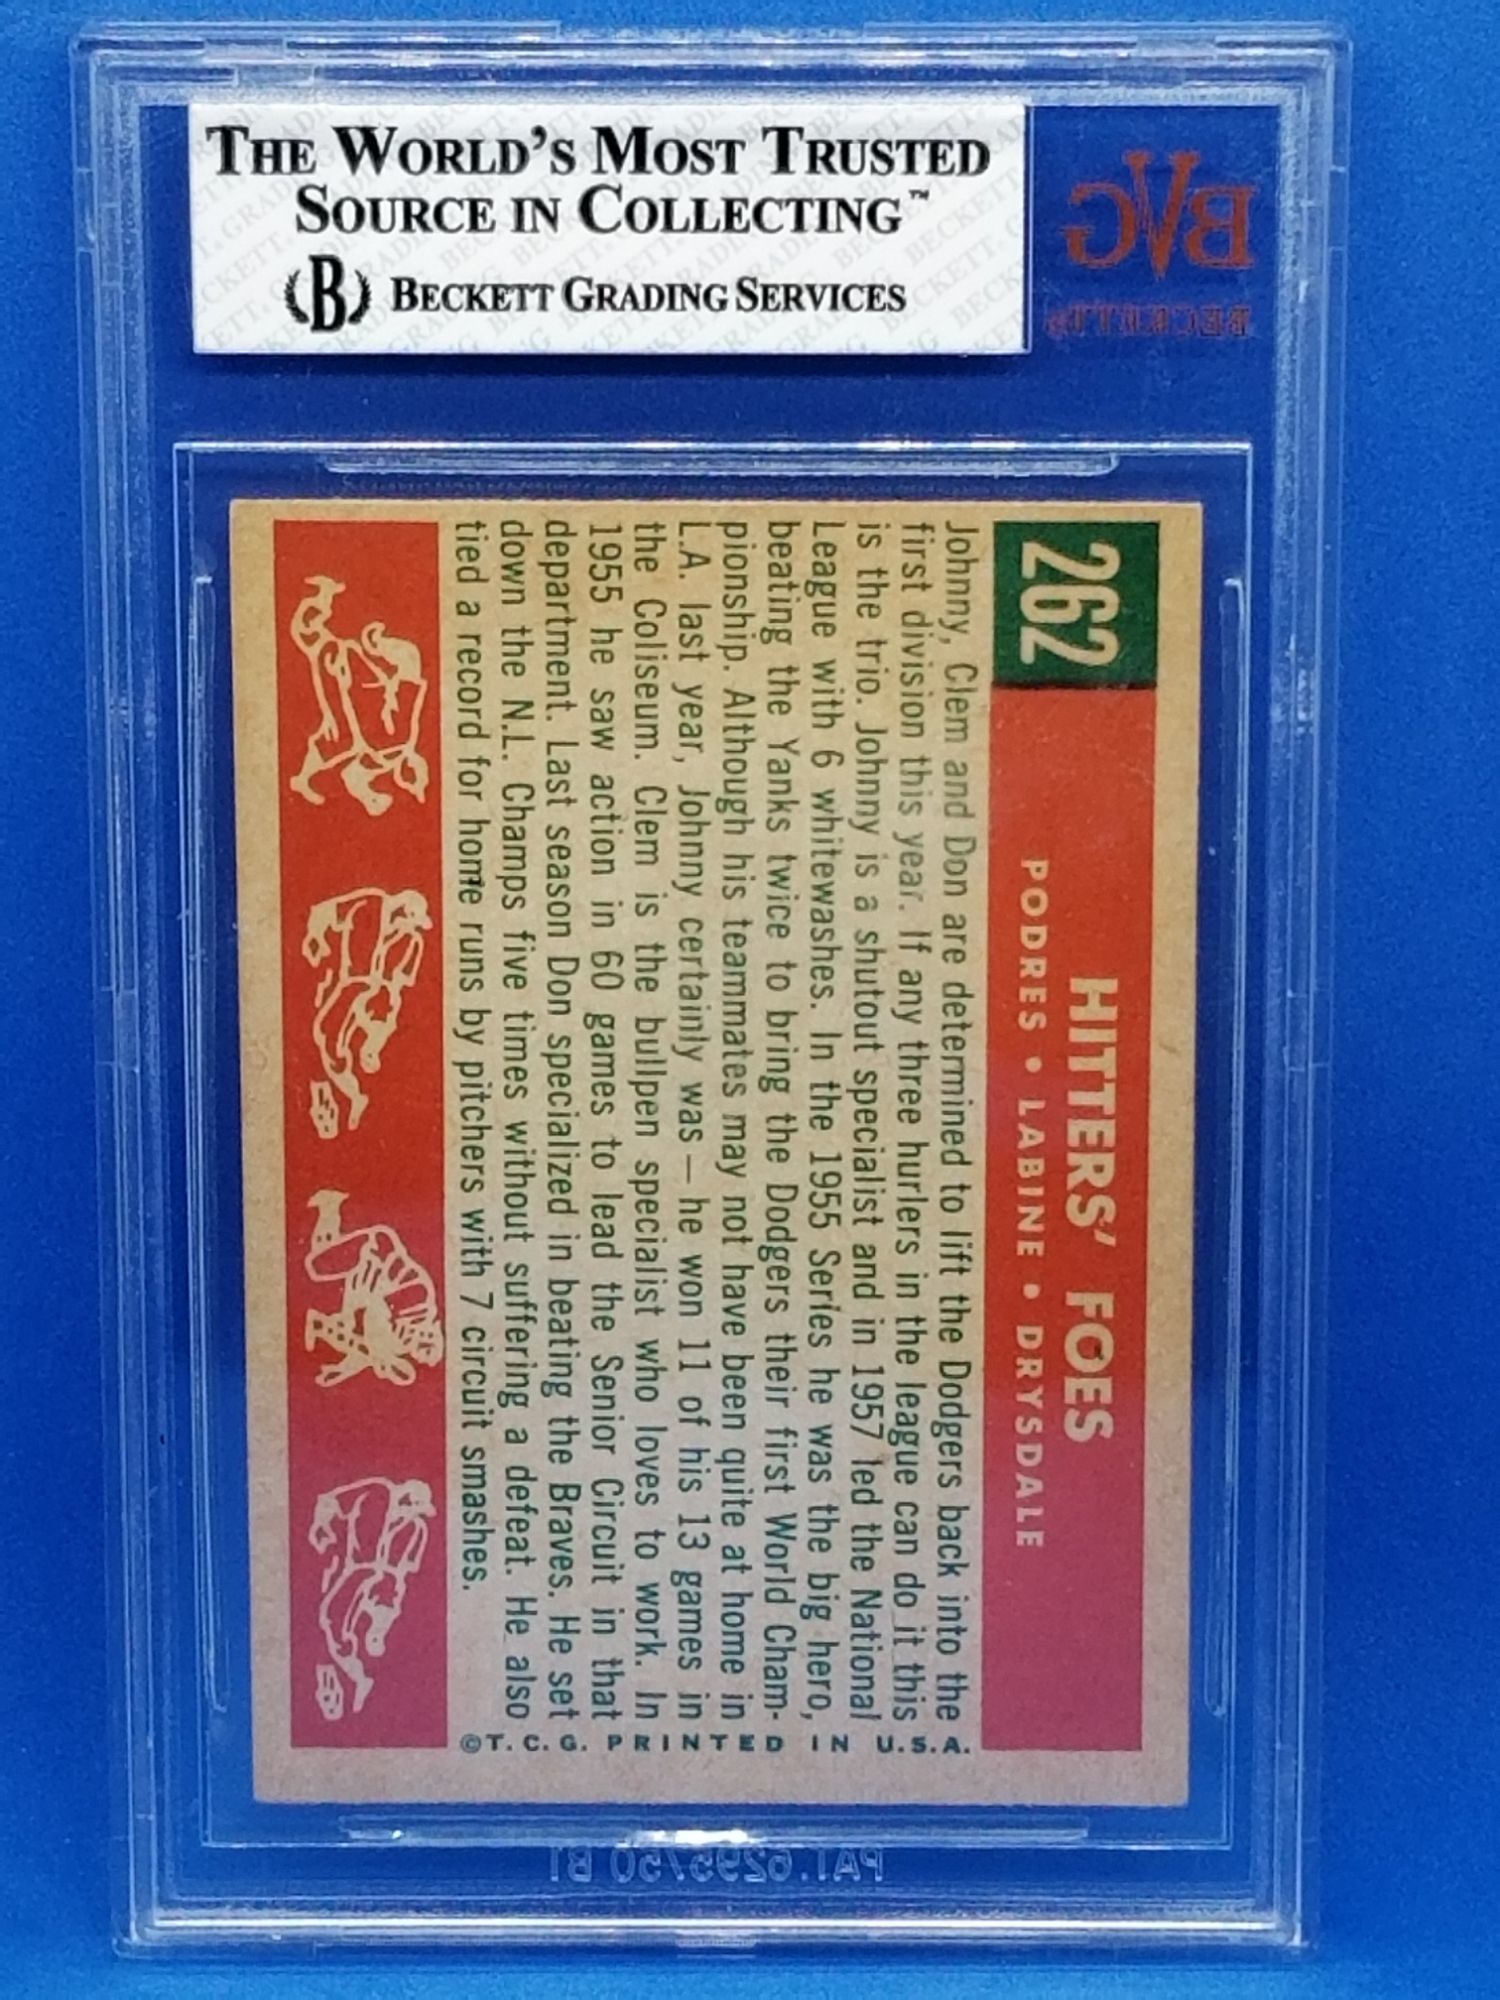 THE WORLD'S MOST TRUSTED
SOURCE IN COLLECTING™
(B) BECKETT GRADING SERVICES
BVG
BECKETT
262
HITTERS' FOES
PODRES • LABINE • DRYSDALE
Johnny, Clem and Don are determined to lift the Dodgers back into the
first division this year. If any three hurlers in the league can do it this
is the trio. Johnny is a shutout specialist and in 1957 led the National
League with 6 whitewashes. In the 1955 Series he was the big hero,
beating the Yanks twice to bring the Dodgers their first World Cham-
pionship. Although his teammates may not have been quite at home in
L.A. last year, Johnny certainly was — he won 11 of his 13 games in
the Coliseum. Clem is the bullpen specialist who loves to work. In
1955 he saw action in 60 games to lead the Senior Circuit in that
department. Last season Don specialized in beating the Braves. He set
down the N.L. Champs five times without suffering a defeat. He also
tied a record for home runs by pitchers with 7 circuit smashes.
©T. C. G. PRINTED IN U.S.A.